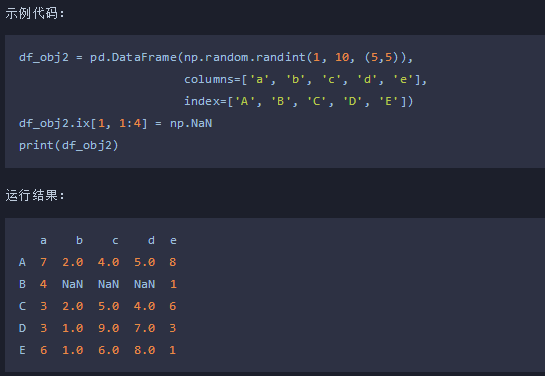 示例代码：
df_obj2 = pd.DataFrame(np.random.randint(1, 10, (5,5)),
columns=['a', 'b', 'c', 'd', 'e'],
index=['A', 'B', 'C', 'D', 'E'])
df_obj2.ix[1, 1:4] = np.NaN
print(df_obj2)
运行结果：
a b c d e
A 7 2.0 4.0 5.0 8
B 4 NaN NaN NaN 1
C 3 2.0 5.0 4.0 6
D 3 1.0 9.0 7.0 3
E 6 1.0 6.0 8.0 1